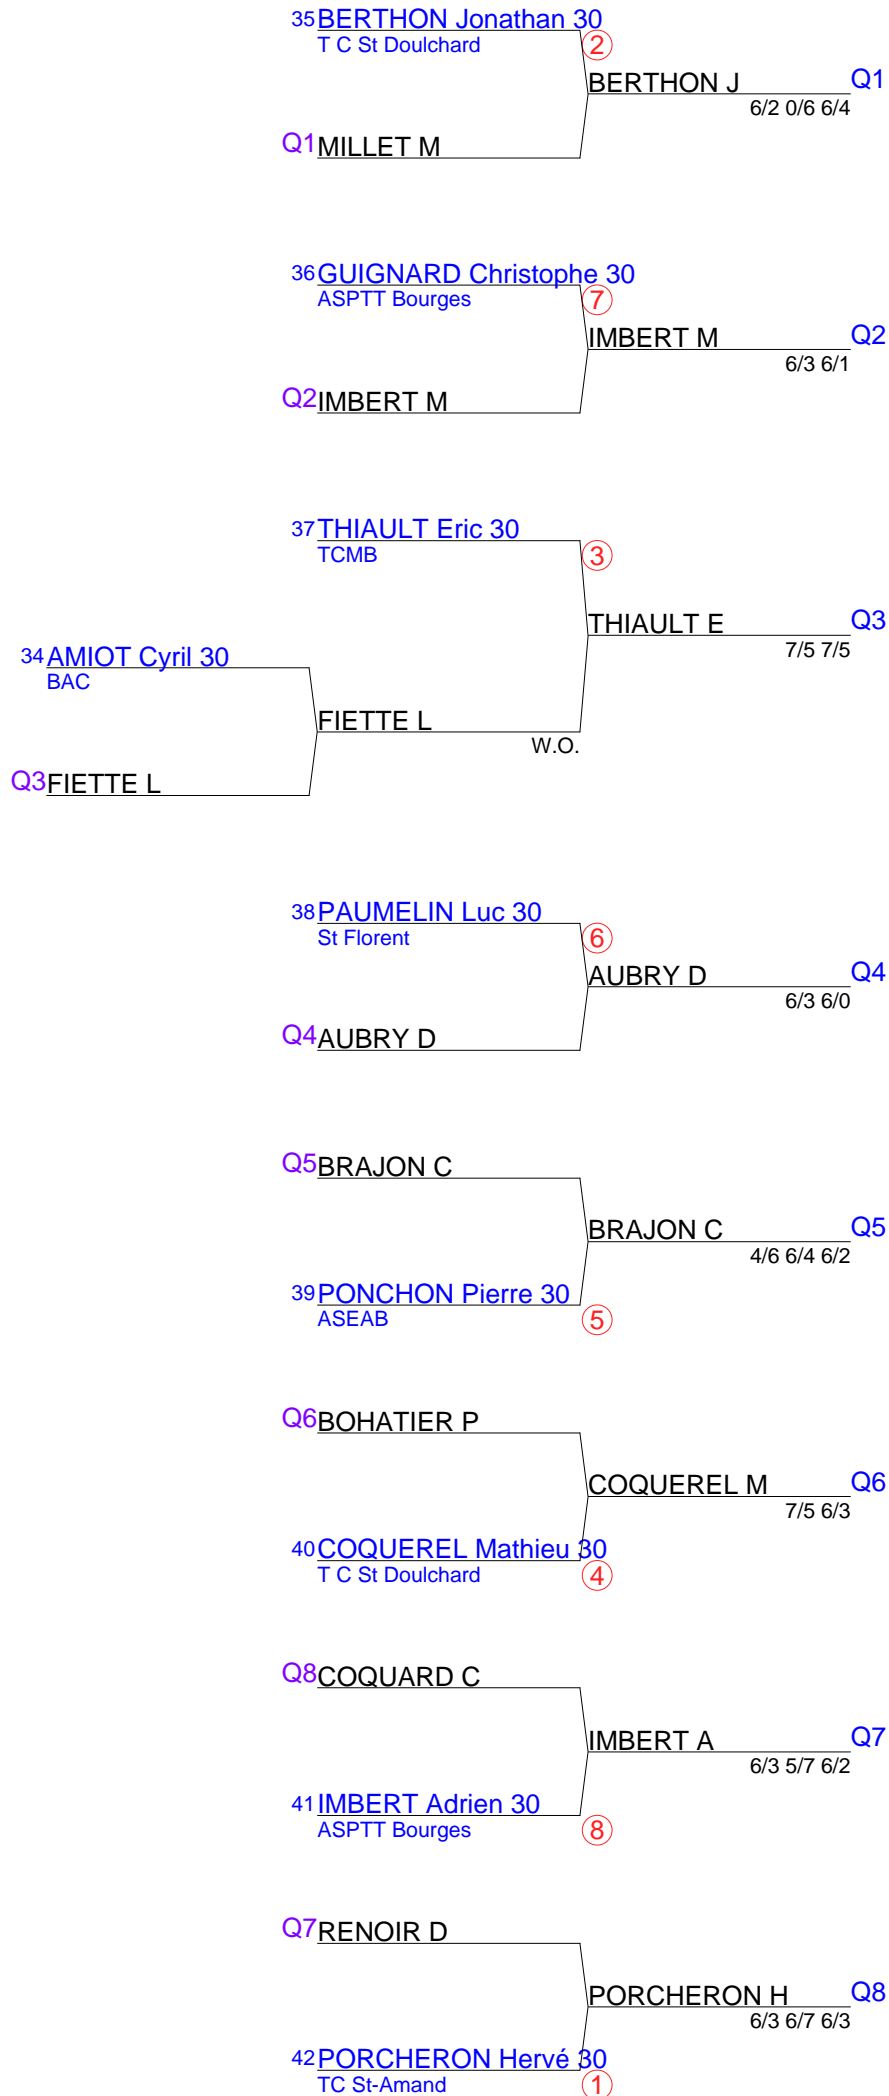 35 BERTHON Jonathan 30
T C St Doulchard
2
BERTHON J Q1
6/2 0/6 6/4
Q1 MILLET M
36 GUIGNARD Christophe 30
ASPTT Bourges
7
IMBERT M Q2
6/3 6/1
Q2 IMBERT M
37 THIAULT Eric 30
TCMB
3
THIAULT E Q3
7/5 7/5
34 AMIOT Cyril 30
BAC
FIETTE L
W.O.
Q3 FIETTE L
38 PAUMELIN Luc 30
St Florent
6
AUBRY D Q4
6/3 6/0
Q4 AUBRY D
Q5 BRAJON C
BRAJON C Q5
4/6 6/4 6/2
39 PONCHON Pierre 30
ASEAB
5
Q6 BOHATIER P
COQUEREL M Q6
7/5 6/3
40 COQUEREL Mathieu 30
T C St Doulchard
4
Q8 COQUARD C
IMBERT A Q7
6/3 5/7 6/2
41 IMBERT Adrien 30
ASPTT Bourges
8
Q7 RENOIR D
PORCHERON H Q8
6/3 6/7 6/3
42 PORCHERON Hervé 30
TC St-Amand
1